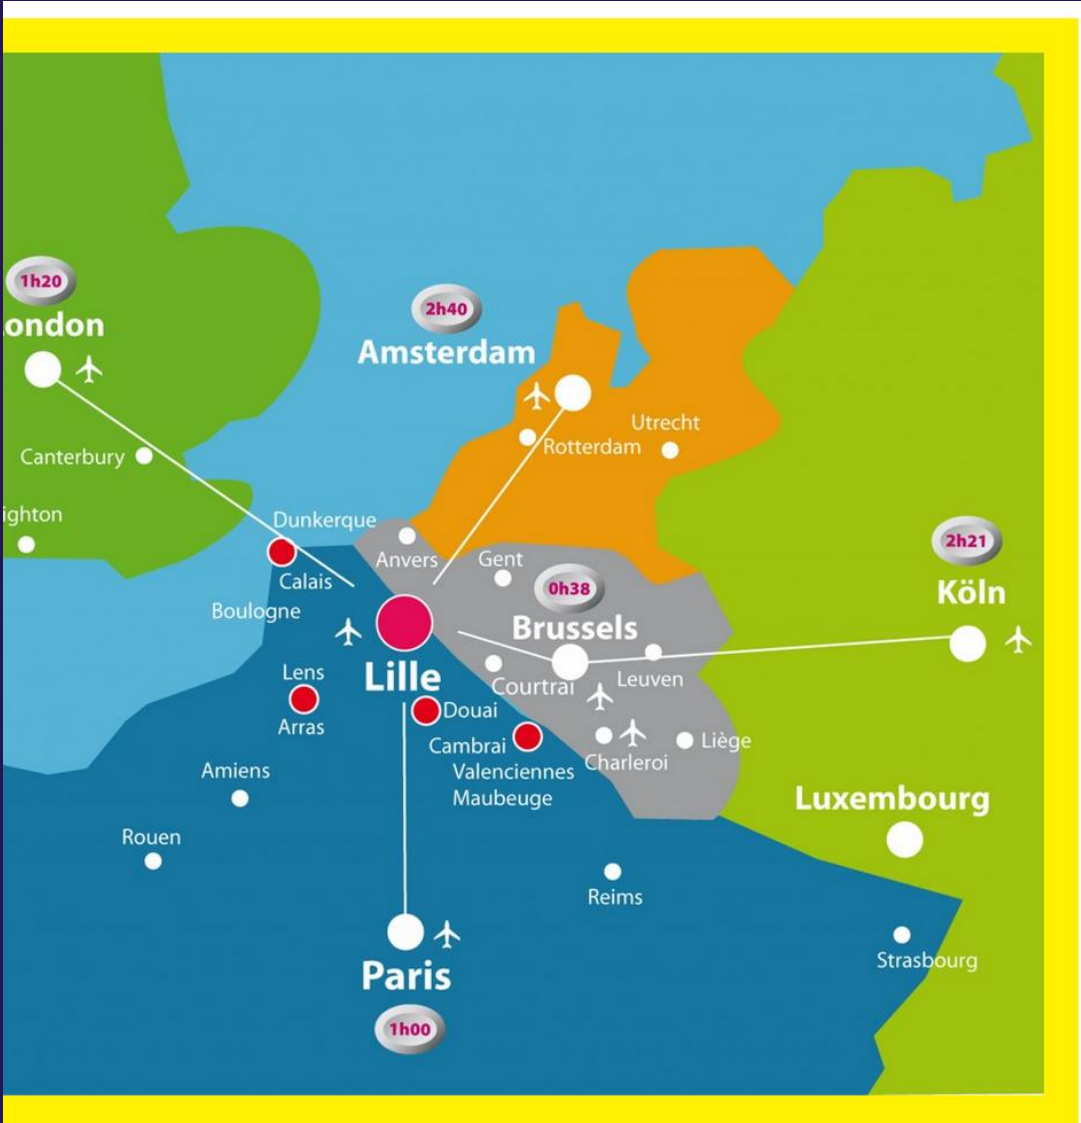 1h20
ondon
2h40
Amsterdam
Utrecht
Rotterdam
Canterbury
ighton
Dunkerque
Calais
Boulogne
Anvers
Gent
0h38
Brussels
2h21
Köln
Lille
Courtrai
Leuven
Lens
Arras
Douai
Cambrai
Valenciennes
Maubeuge
Charleroi
Liège
Amiens
Luxembourg
Rouen
Reims
Strasbourg
Paris
1h00